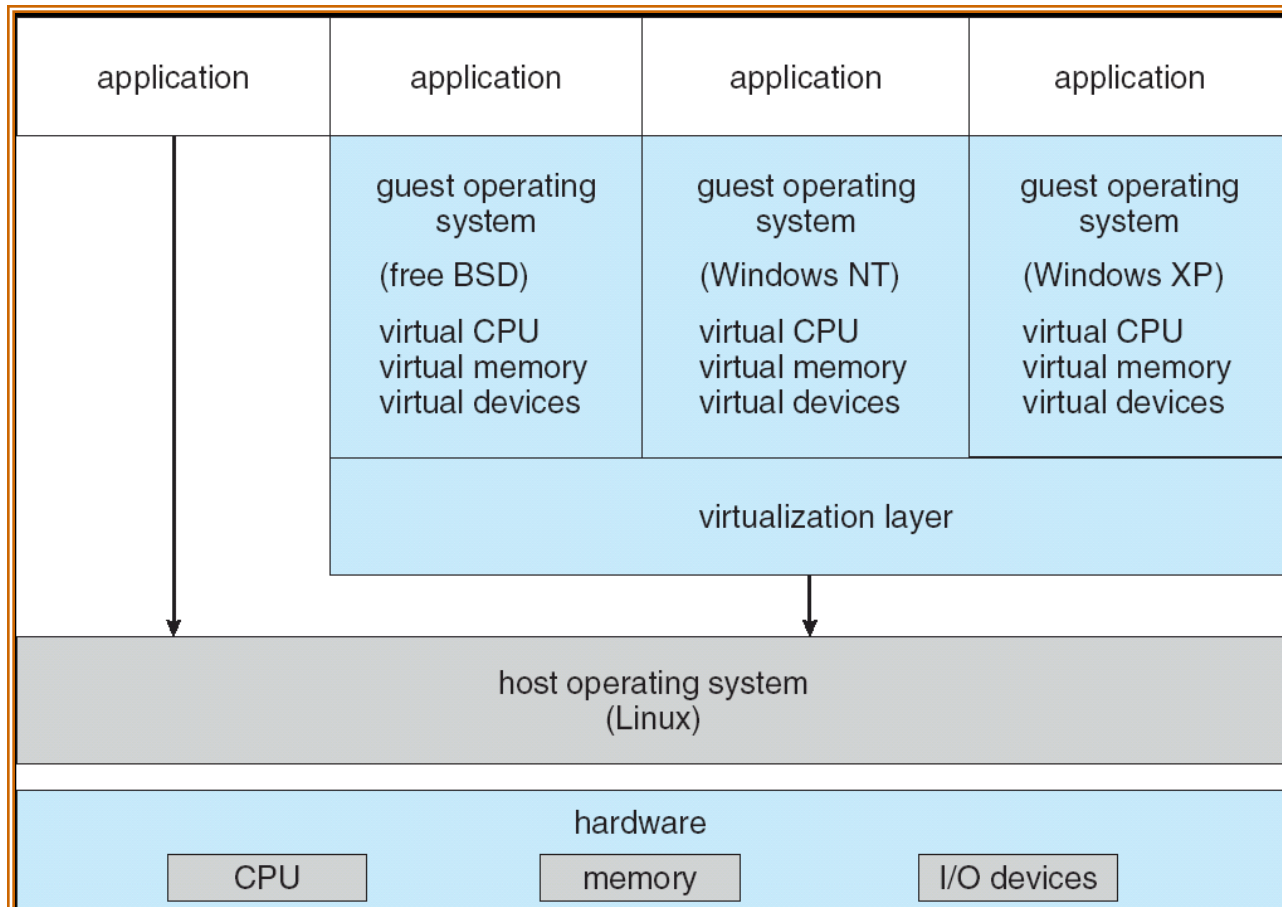 application
application
application
application
guest operating
system
(free BSD)
virtual CPU
virtual memory
virtual devices
guest operating
system
(Windows NT)
virtual CPU
virtual memory
virtual devices
guest operating
system
(Windows XP)
virtual CPU
virtual memory
virtual devices
virtualization layer
host operating system
(Linux)
hardware
CPU
memory
I/O devices